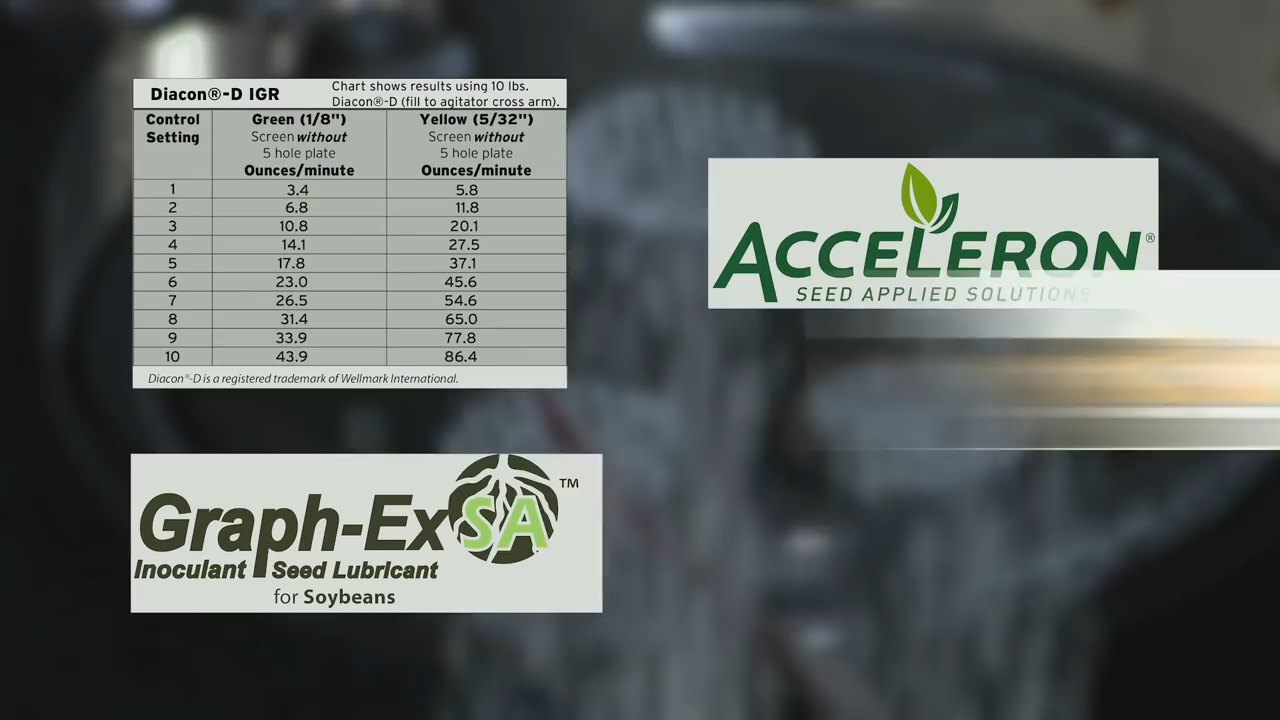 Diacon®-D IGR
Chart shows results using 10 lbs.
Diacon®-D (fill to agitator cross arm).
Control Setting
Green (1/8") Screen without 5 hole plate Ounces/minute
Yellow (5/32") Screen without 5 hole plate Ounces/minute
1 3.4 5.8
2 6.8 11.8
3 10.8 20.1
4 14.1 27.5
5 17.8 37.1
6 23.0 45.6
7 26.5 54.6
8 31.4 65.0
9 33.9 77.8
10 43.9 86.4
Diacon®-D is a registered trademark of Wellmark International.
ACCELERON®
SEED APPLIED SOLUTIONS
Graph-Ex SA™
Inoculant Seed Lubricant
for Soybeans